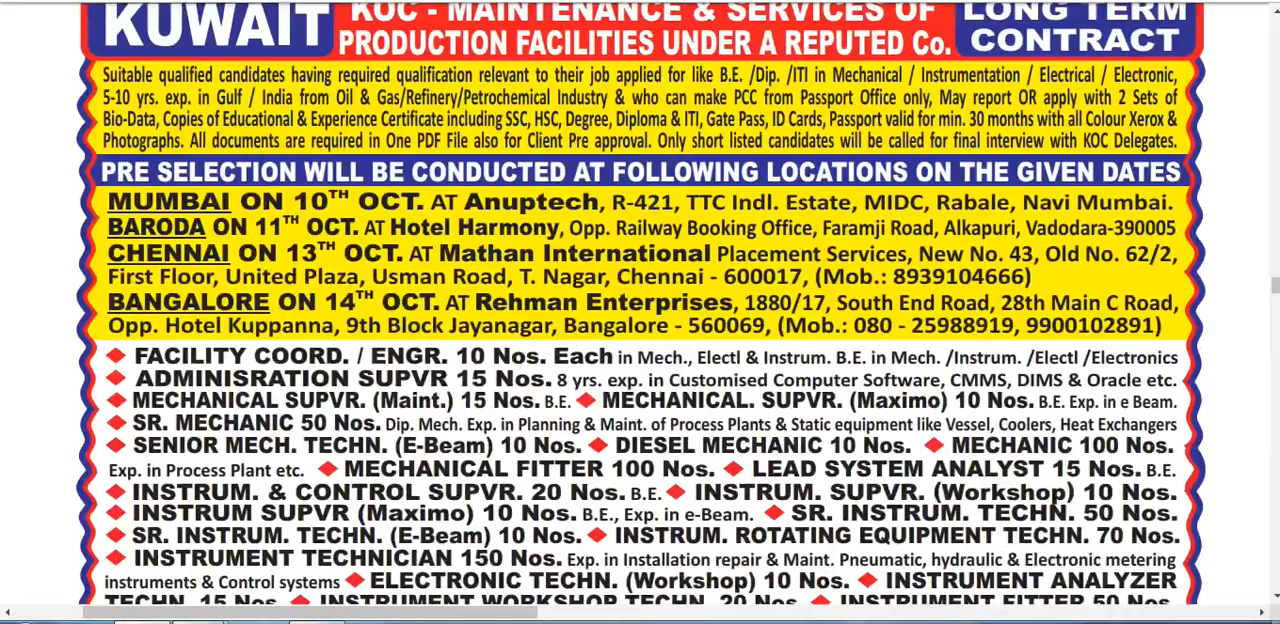 KUWAIT KOC - MAINTENANCE & SERVICES OF LONG TERM
PRODUCTION FACILITIES UNDER A REPUTED Co. CONTRACT
Suitable qualified candidates having required qualification relevant to their job applied for like B.E. /Dip. /ITI in Mechanical / Instrumentation / Electrical / Electronic,
5-10 yrs. exp. in Gulf / India from Oil & Gas/Refinery/Petrochemical Industry & who can make PCC from Passport Office only, May report OR apply with 2 Sets of
Bio-Data, Copies of Educational & Experience Certificate including SSC, HSC, Degree, Diploma & ITI, Gate Pass, ID Cards, Passport valid for min. 30 months with all Colour Xerox &
Photographs. All documents are required in One PDF File also for Client Pre approval. Only short listed candidates will be called for final interview with KOC Delegates.
PRE SELECTION WILL BE CONDUCTED AT FOLLOWING LOCATIONS ON THE GIVEN DATES
MUMBAI ON 10TH OCT. AT Anuptech, R-421, TTC Indl. Estate, MIDC, Rabale, Navi Mumbai.
BARODA ON 11TH OCT. AT Hotel Harmony, Opp. Railway Booking Office, Faramji Road, Alkapuri, Vadodara-390005
CHENNAI ON 13TH OCT. AT Mathan International Placement Services, New No. 43, Old No. 62/2,
First Floor, United Plaza, Usman Road, T. Nagar, Chennai - 600017, (Mob.: 8939104666)
BANGALORE ON 14TH OCT. AT Rehman Enterprises, 1880/17, South End Road, 28th Main C Road,
Opp. Hotel Kuppanna, 9th Block Jayanagar, Bangalore - 560069, (Mob.: 080 - 25988919, 9900102891)
◆ FACILITY COORD. / ENGR. 10 Nos. Each in Mech., Electl & Instrum. B.E. in Mech. /Instrum. /Electl /Electronics
◆ ADMINISRATION SUPVR 15 Nos. 8 yrs. exp. in Customised Computer Software, CMMS, DIMS & Oracle etc.
◆ MECHANICAL SUPVR. (Maint.) 15 Nos. B.E. ◆ MECHANICAL. SUPVR. (Maximo) 10 Nos. B.E. Exp. in e Beam.
◆ SR. MECHANIC 50 Nos. Dip. Mech. Exp. in Planning & Maint. of Process Plants & Static equipment like Vessel, Coolers, Heat Exchangers
◆ SENIOR MECH. TECHN. (E-Beam) 10 Nos. ◆ DIESEL MECHANIC 10 Nos. ◆ MECHANIC 100 Nos.
Exp. in Process Plant etc. ◆ MECHANICAL FITTER 100 Nos. ◆ LEAD SYSTEM ANALYST 15 Nos. B.E.
◆ INSTRUM. & CONTROL SUPVR. 20 Nos. B.E. ◆ INSTRUM. SUPVR. (Workshop) 10 Nos.
◆ INSTRUM SUPVR (Maximo) 10 Nos. B.E., Exp. in e-Beam. ◆ SR. INSTRUM. TECHN. 50 Nos.
◆ SR. INSTRUM. TECHN. (E-Beam) 10 Nos. ◆ INSTRUM. ROTATING EQUIPMENT TECHN. 70 Nos.
◆ INSTRUMENT TECHNICIAN 150 Nos. Exp. in Installation repair & Maint. Pneumatic, hydraulic & Electronic metering
instruments & Control systems ◆ ELECTRONIC TECHN. (Workshop) 10 Nos. ◆ INSTRUMENT ANALYZER
TECHN. 15 Nos. ◆ INSTRUMENT WORKSHOP TECHN. 20 Nos. ◆ INSTRUMENT FITTER 50 Nos.